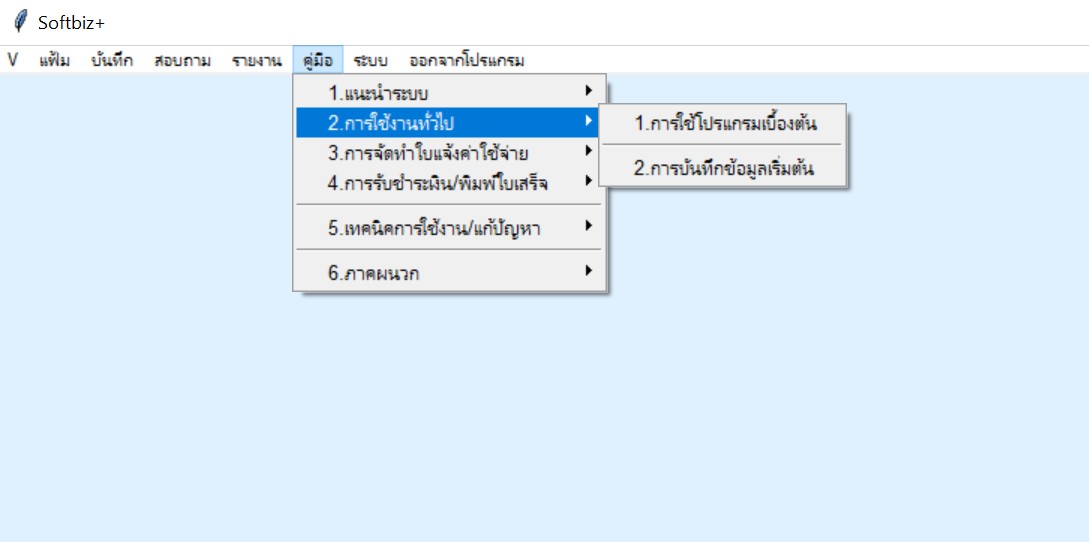 Softbiz+
V แฟ้ม บันทึก สอบถาม รายงาน คู่มือ ระบบ ออกจากโปรแกรม
1.แนะนำระบบ
2.การใช้งานทั่วไป
3.การจัดทำใบแจ้งค่าใช้จ่าย
4.การรับชำระเงิน/พิมพ์ใบเสร็จ
5.เทคนิคการใช้งาน/แก้ปัญหา
6.ภาคผนวก
1.การใช้โปรแกรมเบื้องต้น
2.การบันทึกข้อมูลเริ่มต้น